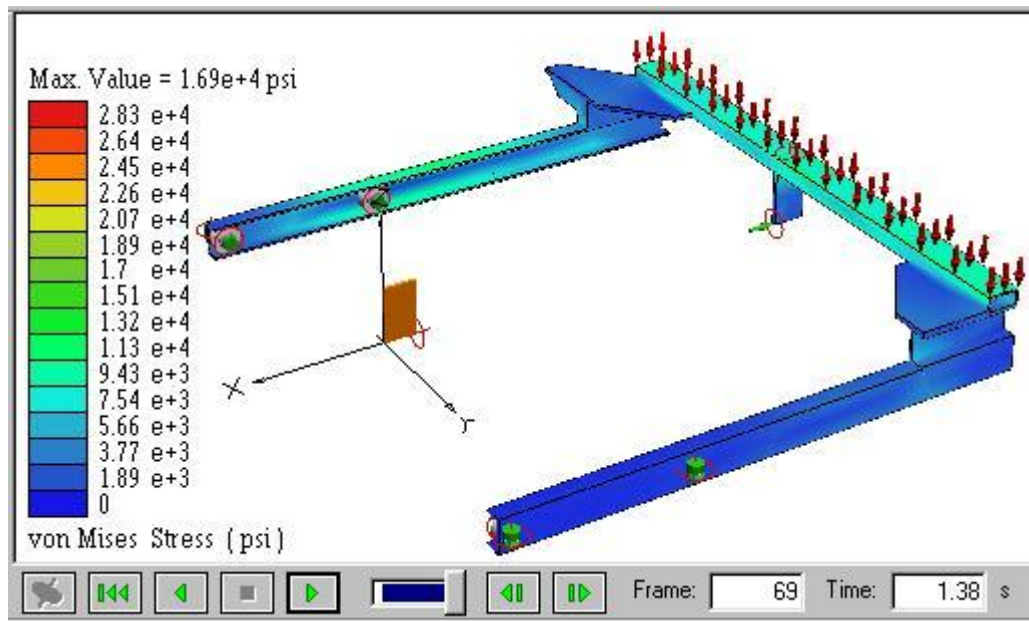 Max. Value = 1.69e+4 psi
2.83 e+4
2.64 e+4
2.45 e+4
2.26 e+4
2.07 e+4
1.89 e+4
1.7 e+4
1.51 e+4
1.32 e+4
1.13 e+4
9.43 e+3
7.54 e+3
5.66 e+3
3.77 e+3
1.89 e+3
0
von Mises Stress (psi)
X
Y
Frame: 69 Time: 1.38 s